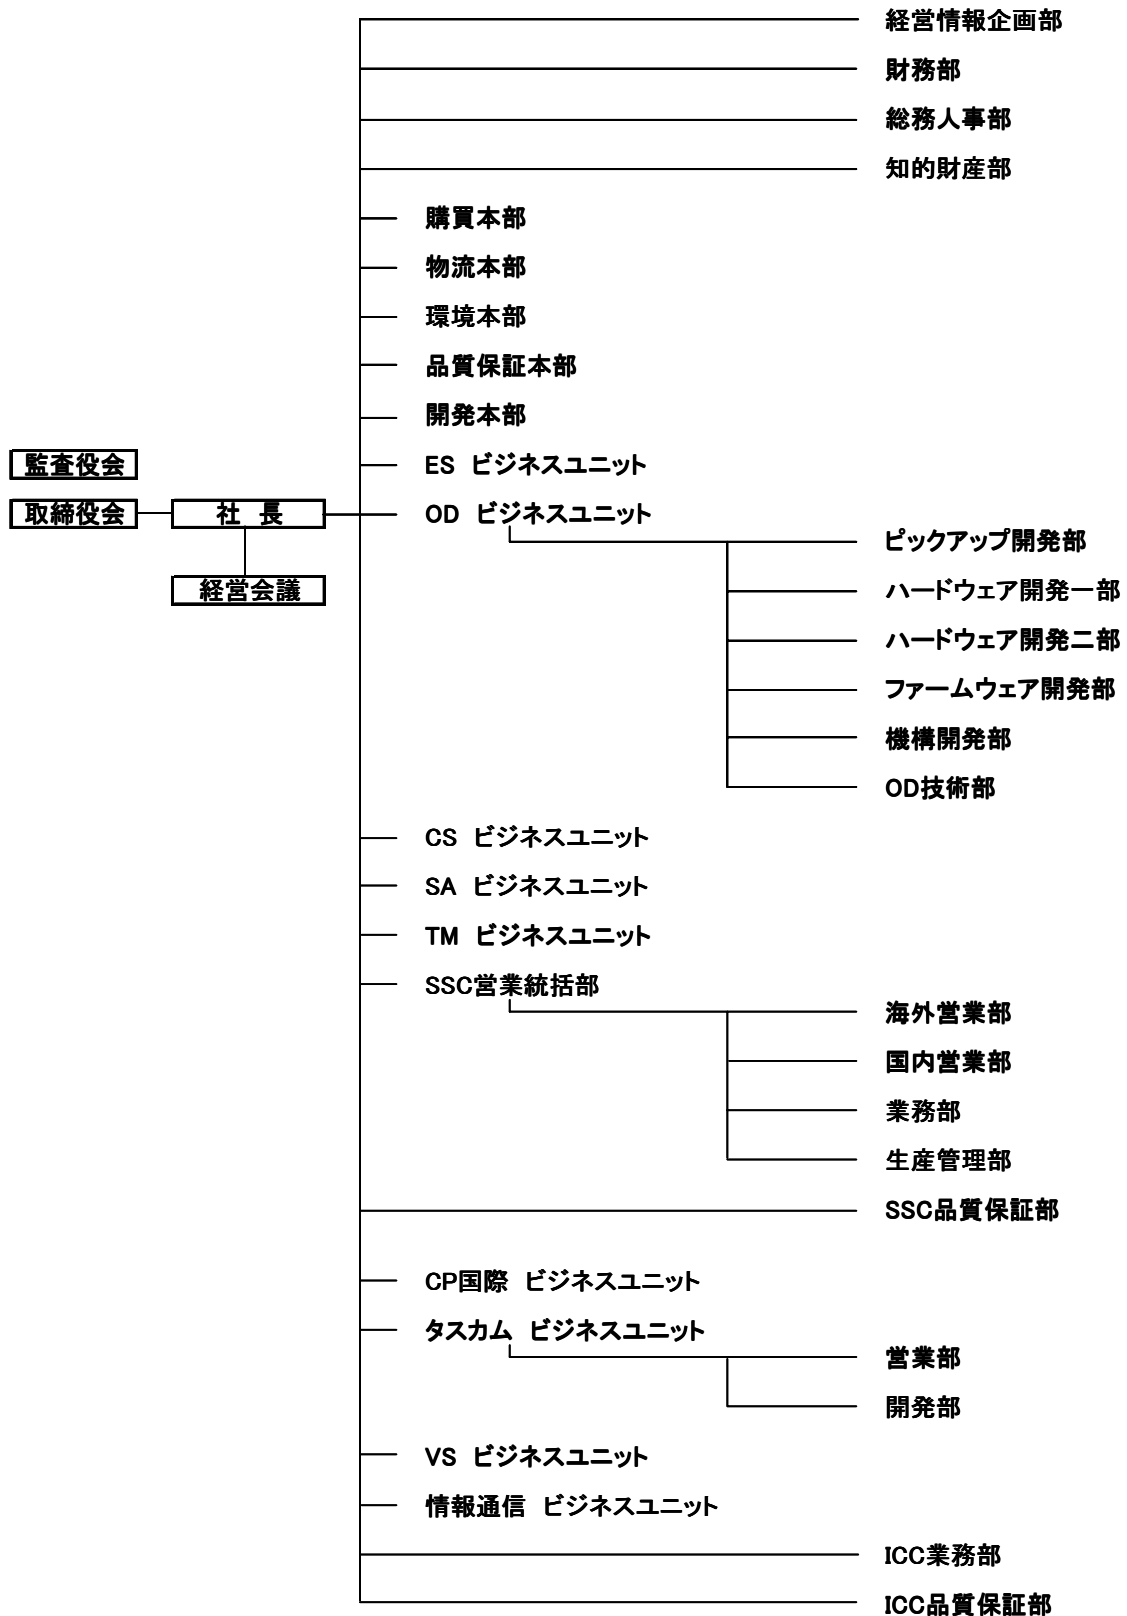 経営情報企画部
財務部
総務人事部
知的財産部
購買本部
物流本部
環境本部
品質保証本部
開発本部
監査役会
ES ビジネスユニット
取締役会
社 長
OD ビジネスユニット
ピックアップ開発部
経営会議
ハードウェア開発一部
ハードウェア開発二部
ファームウェア開発部
機構開発部
OD技術部
CS ビジネスユニット
SA ビジネスユニット
TM ビジネスユニット
SSC営業統括部
海外営業部
国内営業部
業務部
生産管理部
SSC品質保証部
CP国際 ビジネスユニット
タスカム ビジネスユニット
営業部
開発部
VS ビジネスユニット
情報通信 ビジネスユニット
ICC業務部
ICC品質保証部